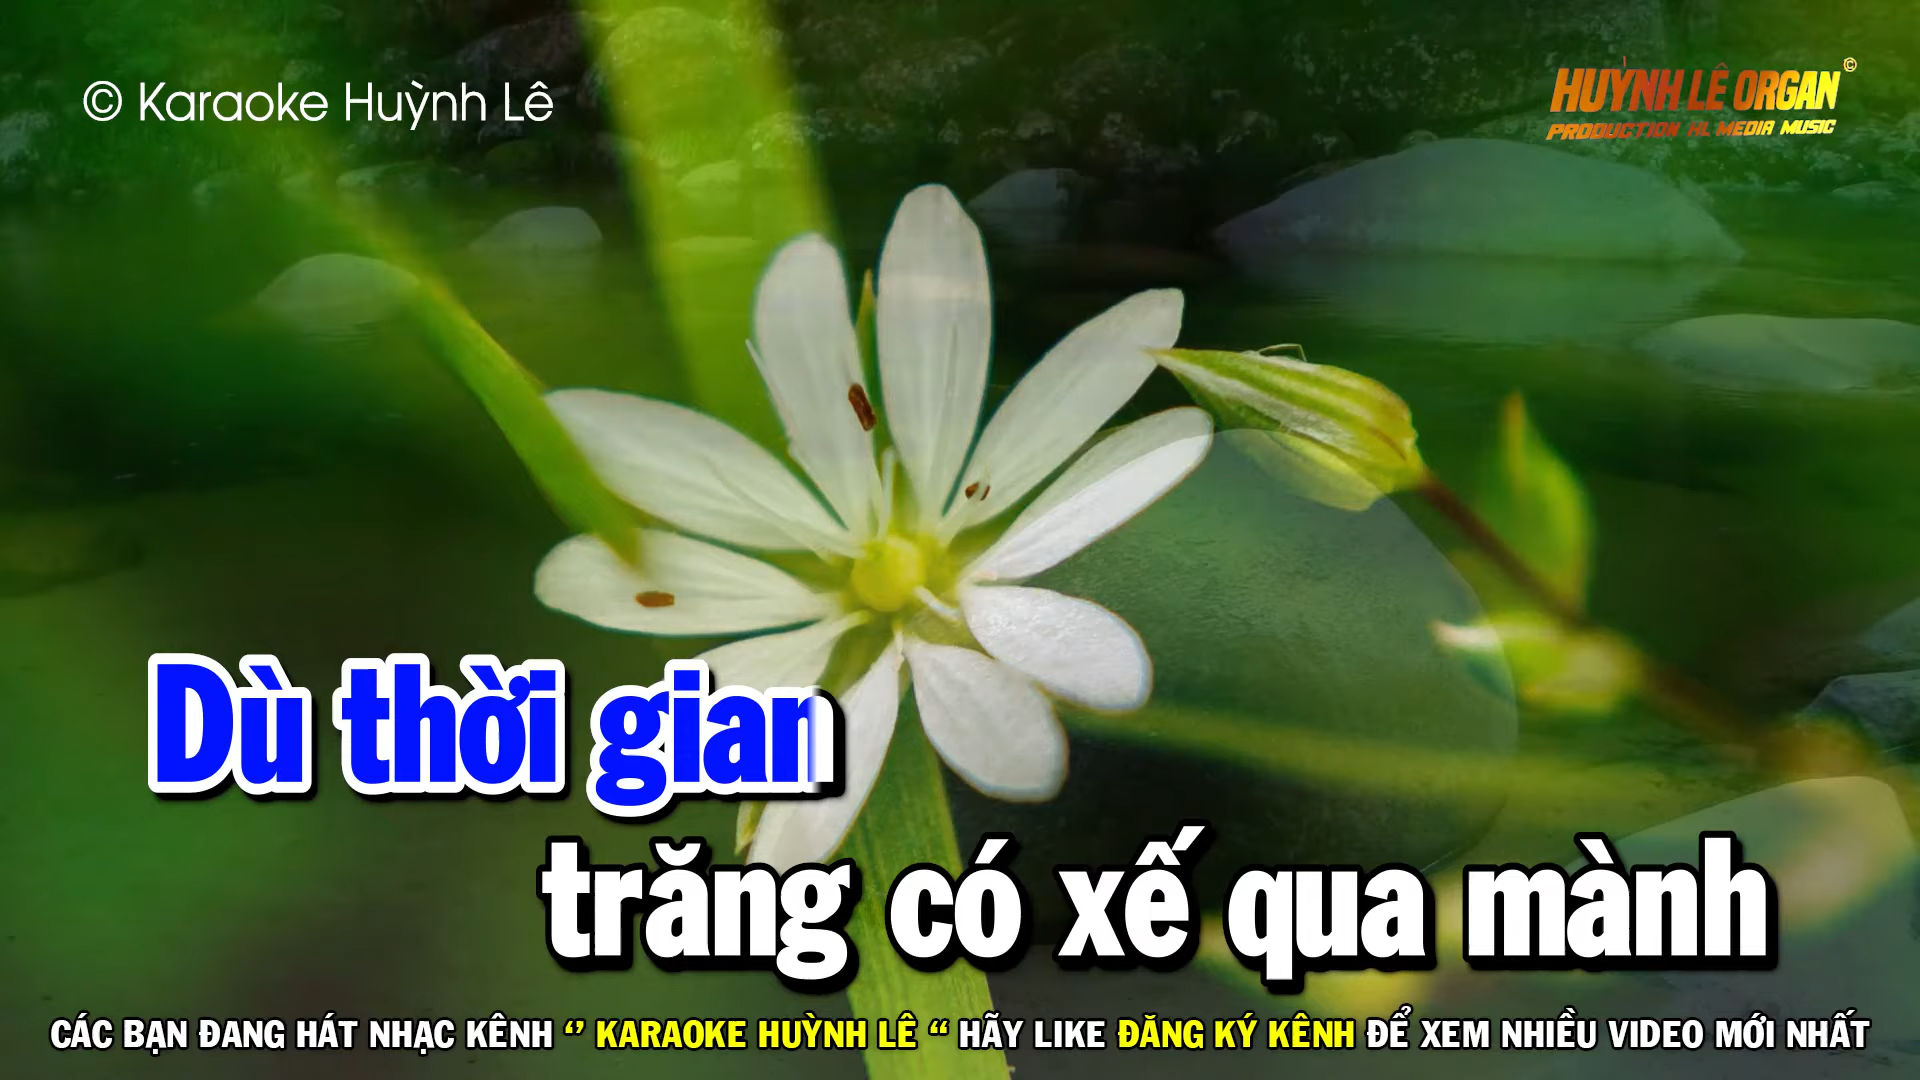 © Karaoke Huỳnh Lê
HUỲNH LÊ ORGAN ©
PRODUCTION HL MEDIA MUSIC
Dù thời gian
trăng có xế qua mành
CÁC BẠN ĐANG HÁT NHẠC KÊNH ‘’ KARAOKE HUỲNH LÊ “ HÃY LIKE ĐĂNG KÝ KÊNH ĐỂ XEM NHIỀU VIDEO MỚI NHẤT